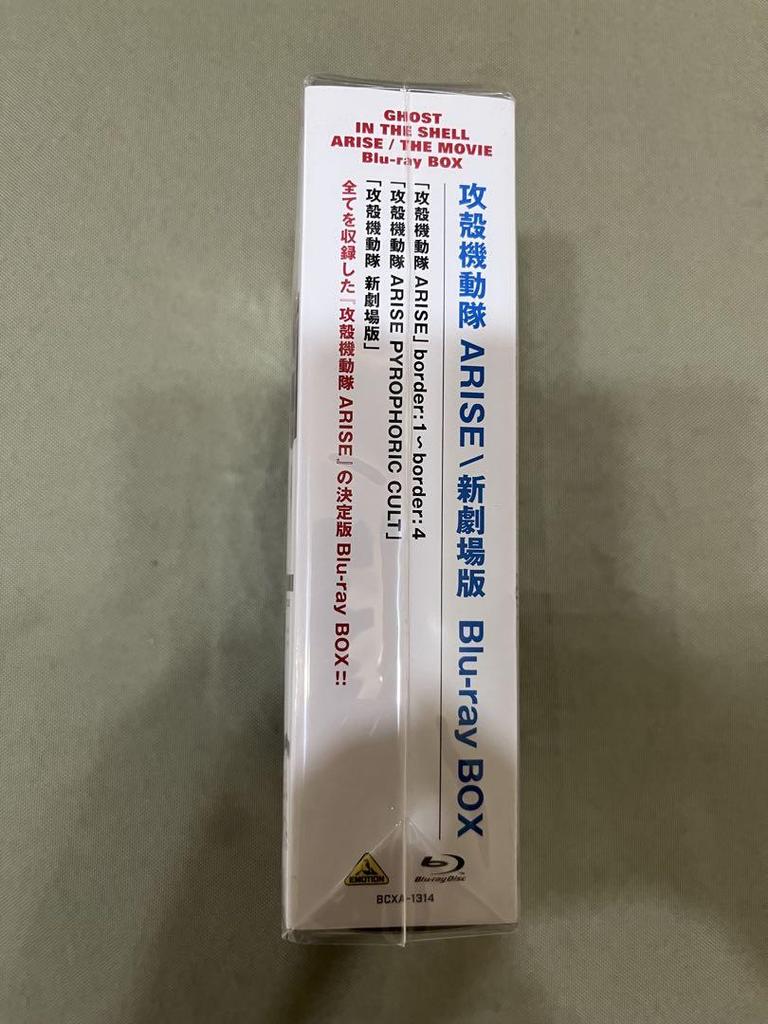 GHOST
IN THE SHELL
ARISE / THE MOVIE
Blu-ray BOX
攻殻機動隊 ARISE \ 新劇場版 Blu-ray BOX
「攻殻機動隊 ARISE」border:1~border:4
「攻殻機動隊 ARISE PYROPHORIC CULT」
「攻殻機動隊 新劇場版」
全てを収録した『攻殻機動隊 ARISE』の決定版 Blu-ray BOX!!
EMOTION
Blu-ray Disc
BCXA-1314